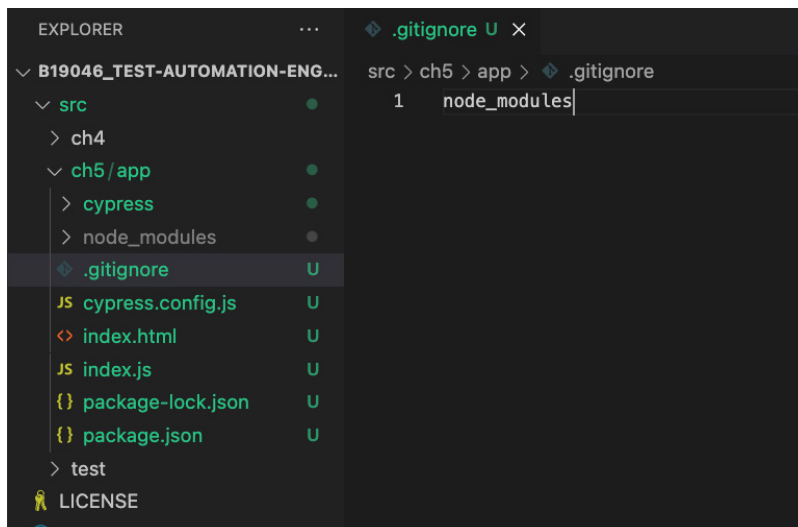 EXPLORER ...
B19046_TEST-AUTOMATION-ENG...
src
ch4
ch5/app
cypress
node_modules
.gitignore U
JS cypress.config.js U
<> index.html U
JS index.js U
{} package-lock.json U
{} package.json U
test
LICENSE
.gitignore U ×
src > ch5 > app > .gitignore
1 node_modules